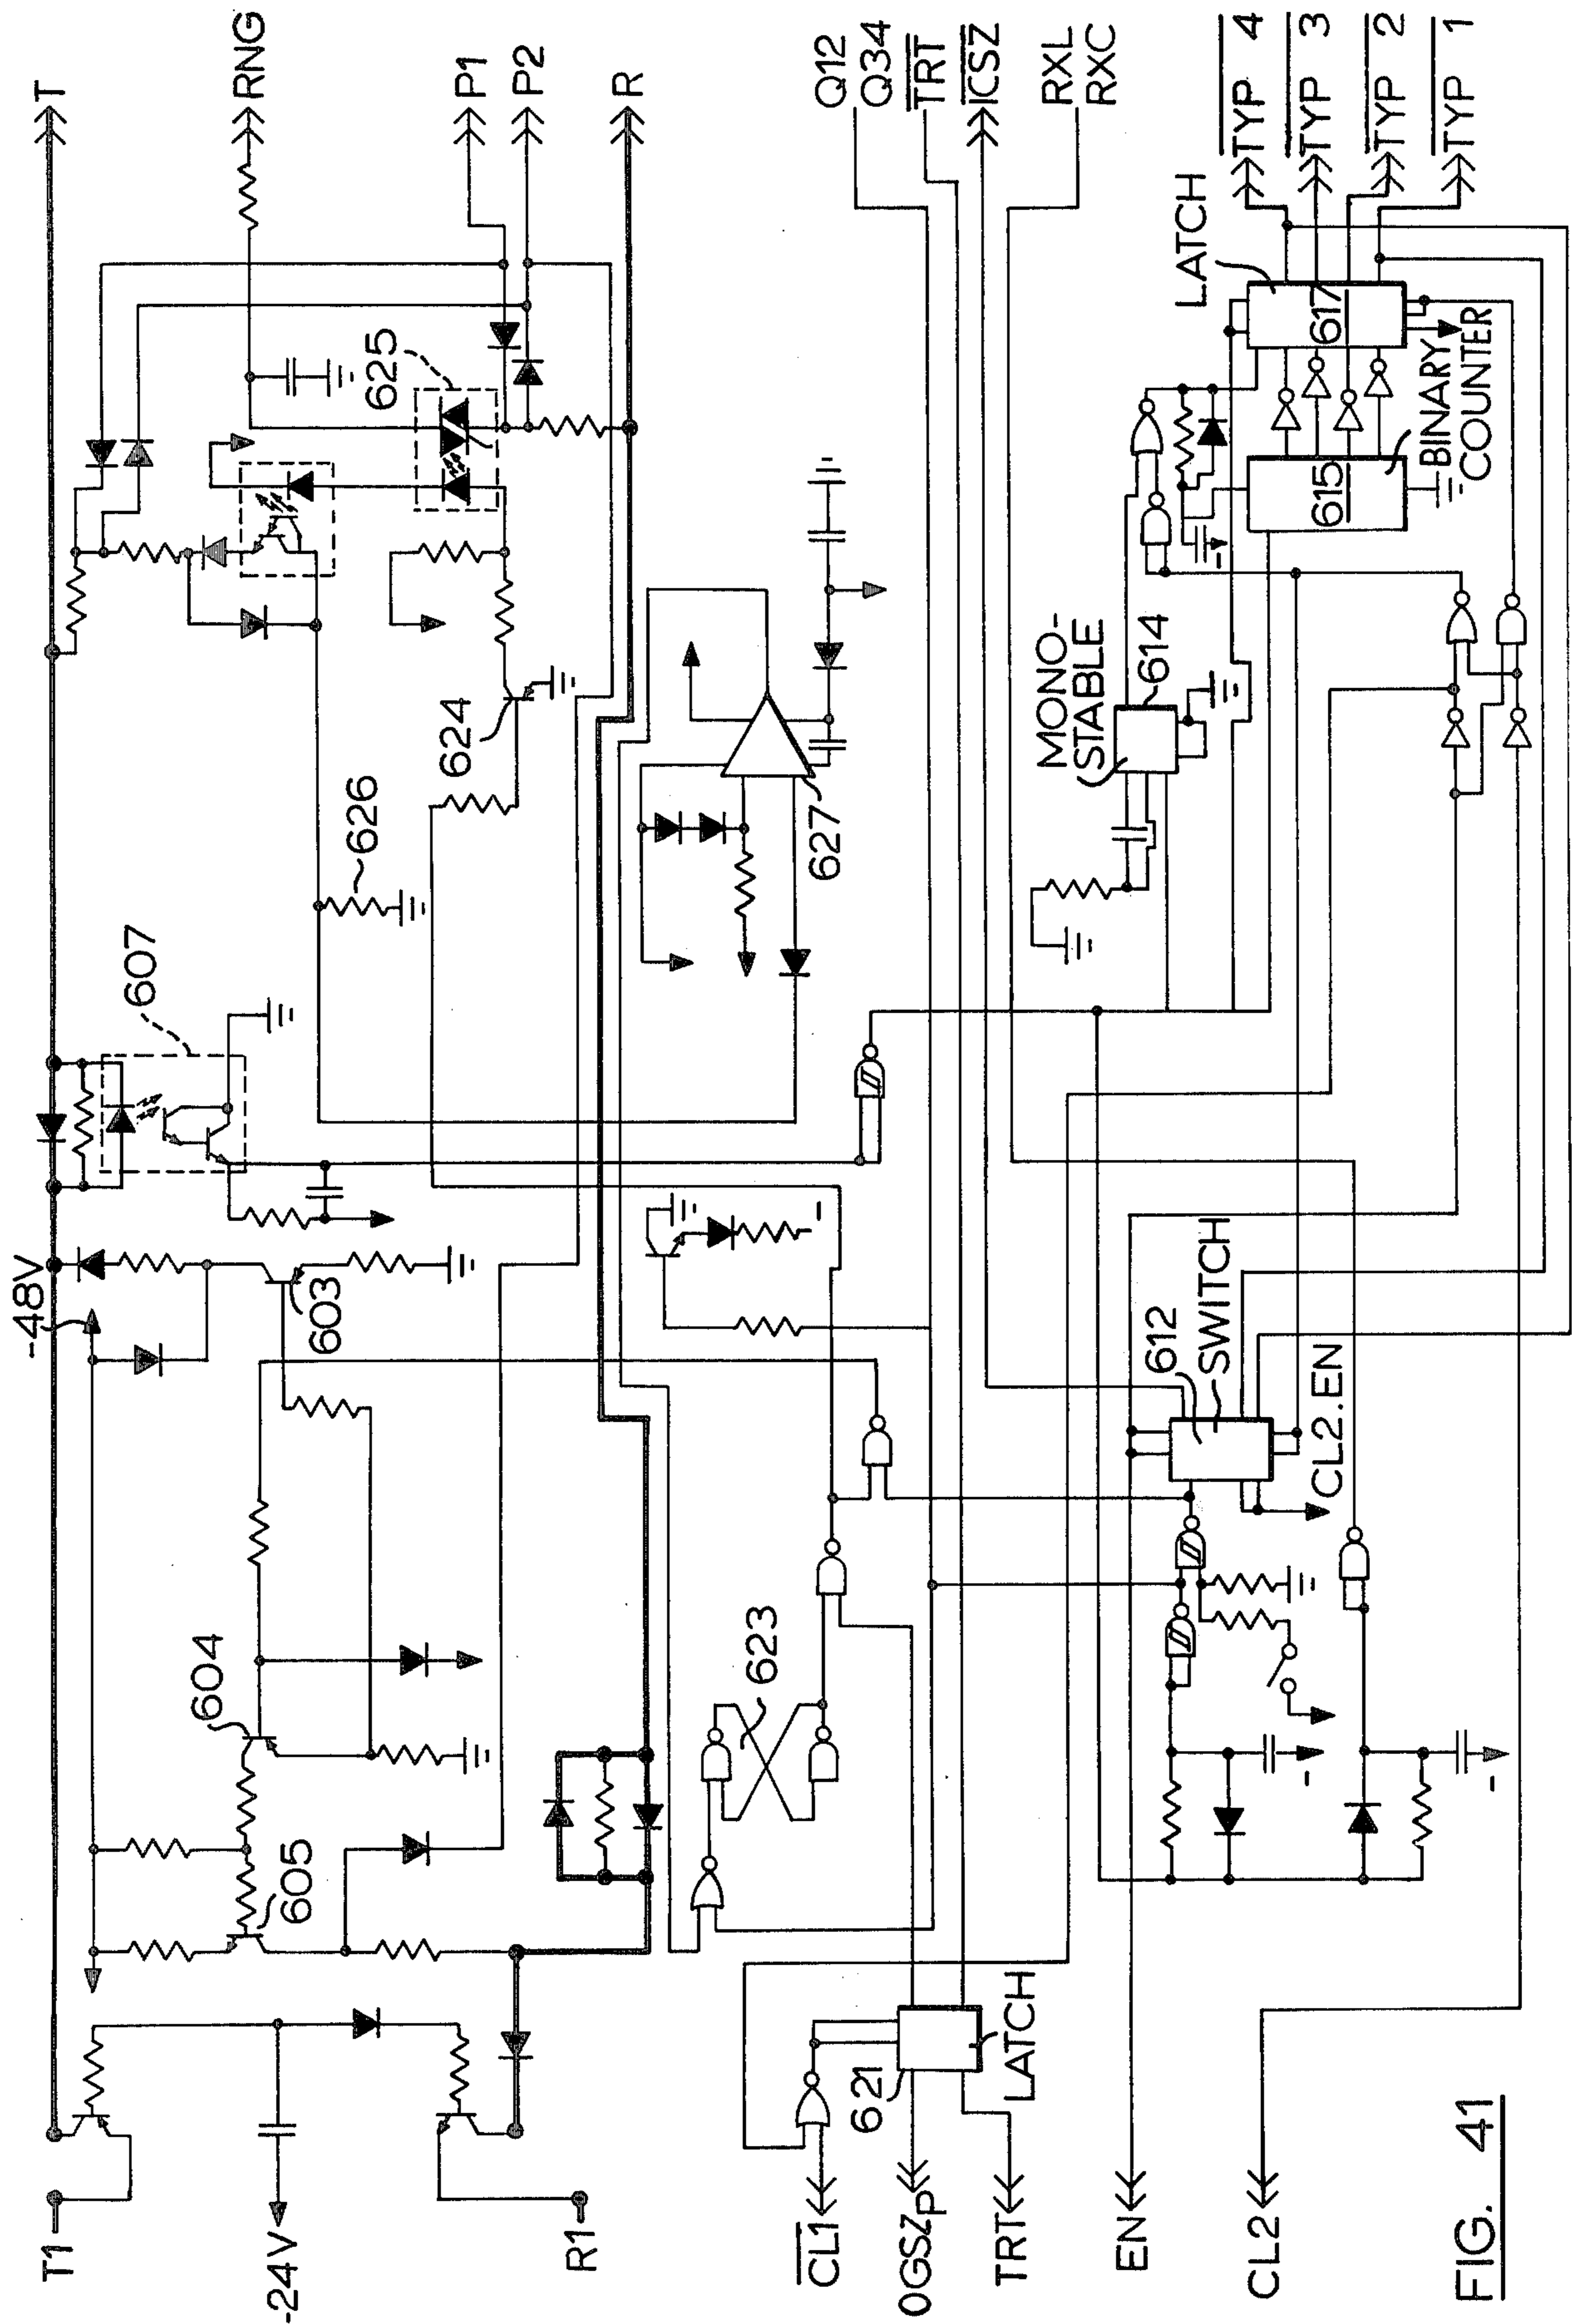 T1
-24V
R1
-48V
605
604
603
607
626
624
625
627
T
RNG
P1
P2
R
Q12
Q34
TRT
ICSZ
RXL
RXC
TYP 4
TYP 3
TYP 2
TYP 1
LATCH
617
615
BINARY
COUNTER
MONO-
STABLE
614
623
612
SWITCH
CL2.EN
621
LATCH
CL1
OGSZP
TRT
EN
CL2
FIG. 41